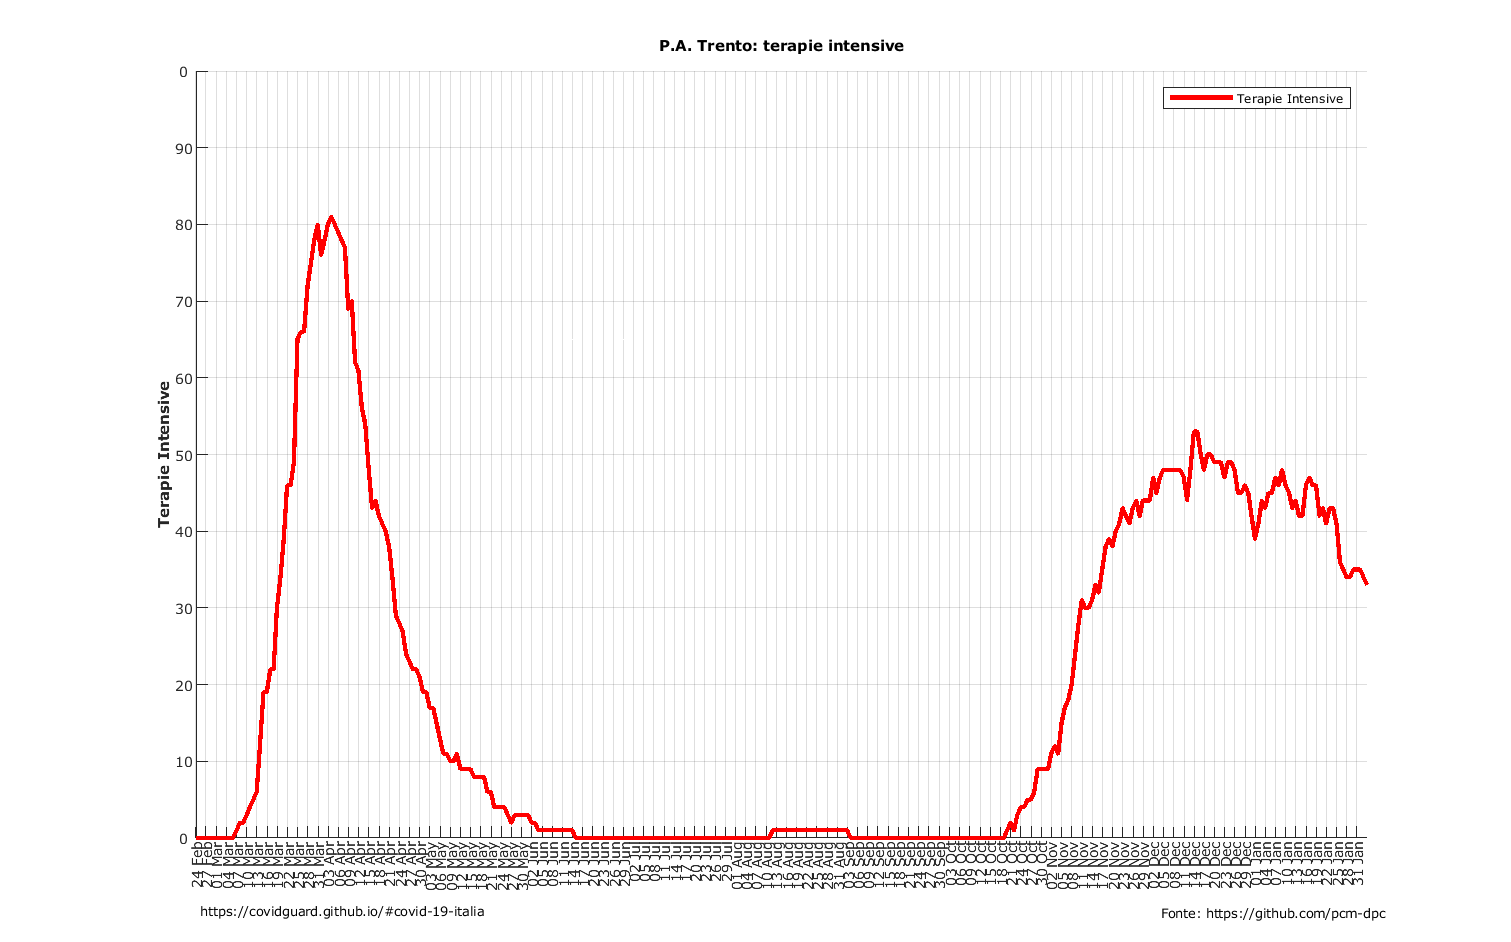 P.A. Trento: terapie intensive
Terapie Intensive
0
90
80
70
60
50
40
30
20
10
0
Terapie Intensive
24 Feb
27 Feb
01 Mar
04 Mar
07 Mar
10 Mar
13 Mar
16 Mar
19 Mar
22 Mar
25 Mar
28 Mar
31 Mar
03 Apr
06 Apr
09 Apr
12 Apr
15 Apr
18 Apr
21 Apr
24 Apr
27 Apr
30 Apr
03 May
06 May
09 May
12 May
15 May
18 May
21 May
24 May
27 May
30 May
02 Jun
05 Jun
08 Jun
11 Jun
14 Jun
17 Jun
20 Jun
23 Jun
26 Jun
29 Jun
02 Jul
05 Jul
08 Jul
11 Jul
14 Jul
17 Jul
20 Jul
23 Jul
26 Jul
29 Jul
01 Aug
04 Aug
07 Aug
10 Aug
13 Aug
16 Aug
19 Aug
22 Aug
25 Aug
28 Aug
31 Aug
03 Sep
06 Sep
09 Sep
12 Sep
15 Sep
18 Sep
21 Sep
24 Sep
27 Sep
30 Sep
03 Oct
06 Oct
09 Oct
12 Oct
15 Oct
18 Oct
21 Oct
24 Oct
27 Oct
30 Oct
02 Nov
05 Nov
08 Nov
11 Nov
14 Nov
17 Nov
20 Nov
23 Nov
26 Nov
29 Nov
02 Dec
05 Dec
08 Dec
11 Dec
14 Dec
17 Dec
20 Dec
23 Dec
26 Dec
29 Dec
01 Jan
04 Jan
07 Jan
10 Jan
13 Jan
16 Jan
19 Jan
22 Jan
25 Jan
28 Jan
31 Jan
https://covidguard.github.io/#covid-19-italia
Fonte: https://github.com/pcm-dpc